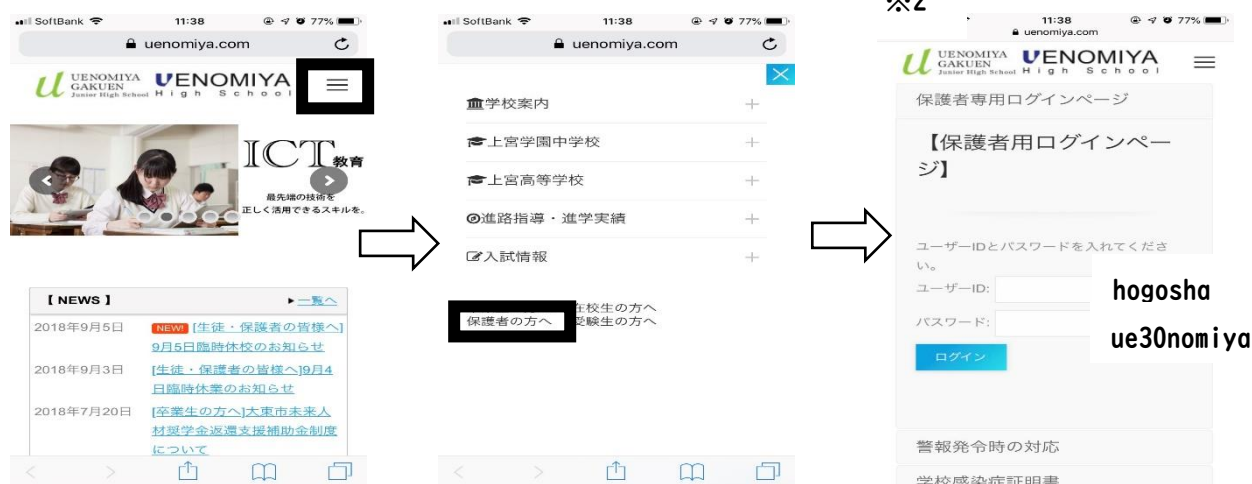 ※2
SoftBank 11:38 77%
uenomiya.com
UENOMIYA
GAKUEN
Junior High School
UENOMIYA
High School
ICT教育
最先端の技術を
正しく活用できるスキルを。
【 NEWS 】 ▶一覧へ
2018年9月5日 NEW! [生徒・保護者の皆様へ]
9月5日臨時休校のお知らせ
2018年9月3日 [生徒・保護者の皆様へ]9月4
日臨時休業のお知らせ
2018年7月20日 [卒業生の方へ]大東市未来人
材奨学金返還支援補助金制度
について
SoftBank 11:38 77%
uenomiya.com
学校案内
上宮学園中学校
上宮高等学校
進路指導・進学実績
入試情報
在校生の方へ
保護者の方へ 受験生の方へ
11:38 77%
uenomiya.com
UENOMIYA
GAKUEN
Junior High School
UENOMIYA
High School
保護者専用ログインページ
【保護者用ログインペー
ジ】
ユーザーIDとパスワードを入れてくださ
い。
ユーザーID: hogosha
パスワード: ue30nomiya
ログイン
警報発令時の対応
学校感染症証明書